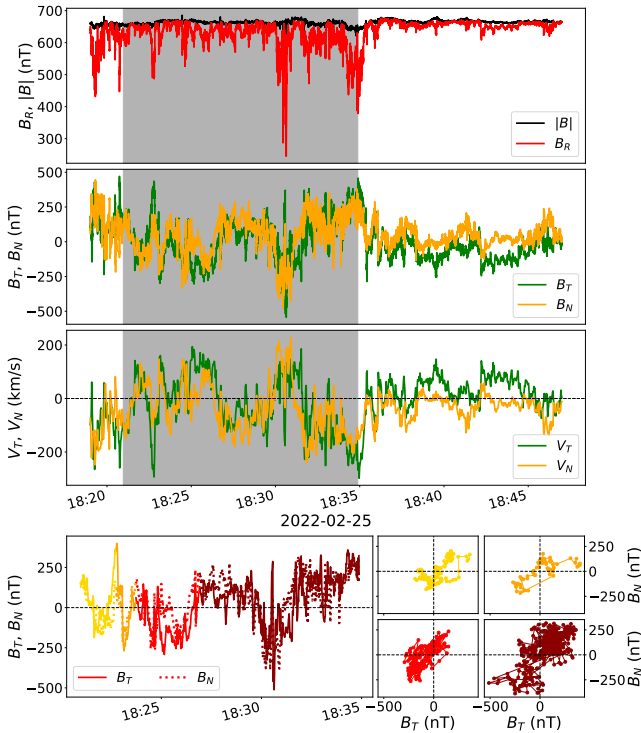 700
600
500
400
300
B_R, |B| (nT)
|B|
B_R
500
250
0
−250
−500
B_T, B_N (nT)
B_T
B_N
200
0
−200
V_T, V_N (km/s)
V_T
V_N
18:20 18:25 18:30 18:35 18:40 18:45
2022-02-25
250
0
−250
−500
B_T, B_N (nT)
B_T B_N
18:25 18:30 18:35
250
0
−250
B_N (nT)
250
0
−250
B_N (nT)
−500 0 −500 0
B_T (nT) B_T (nT)